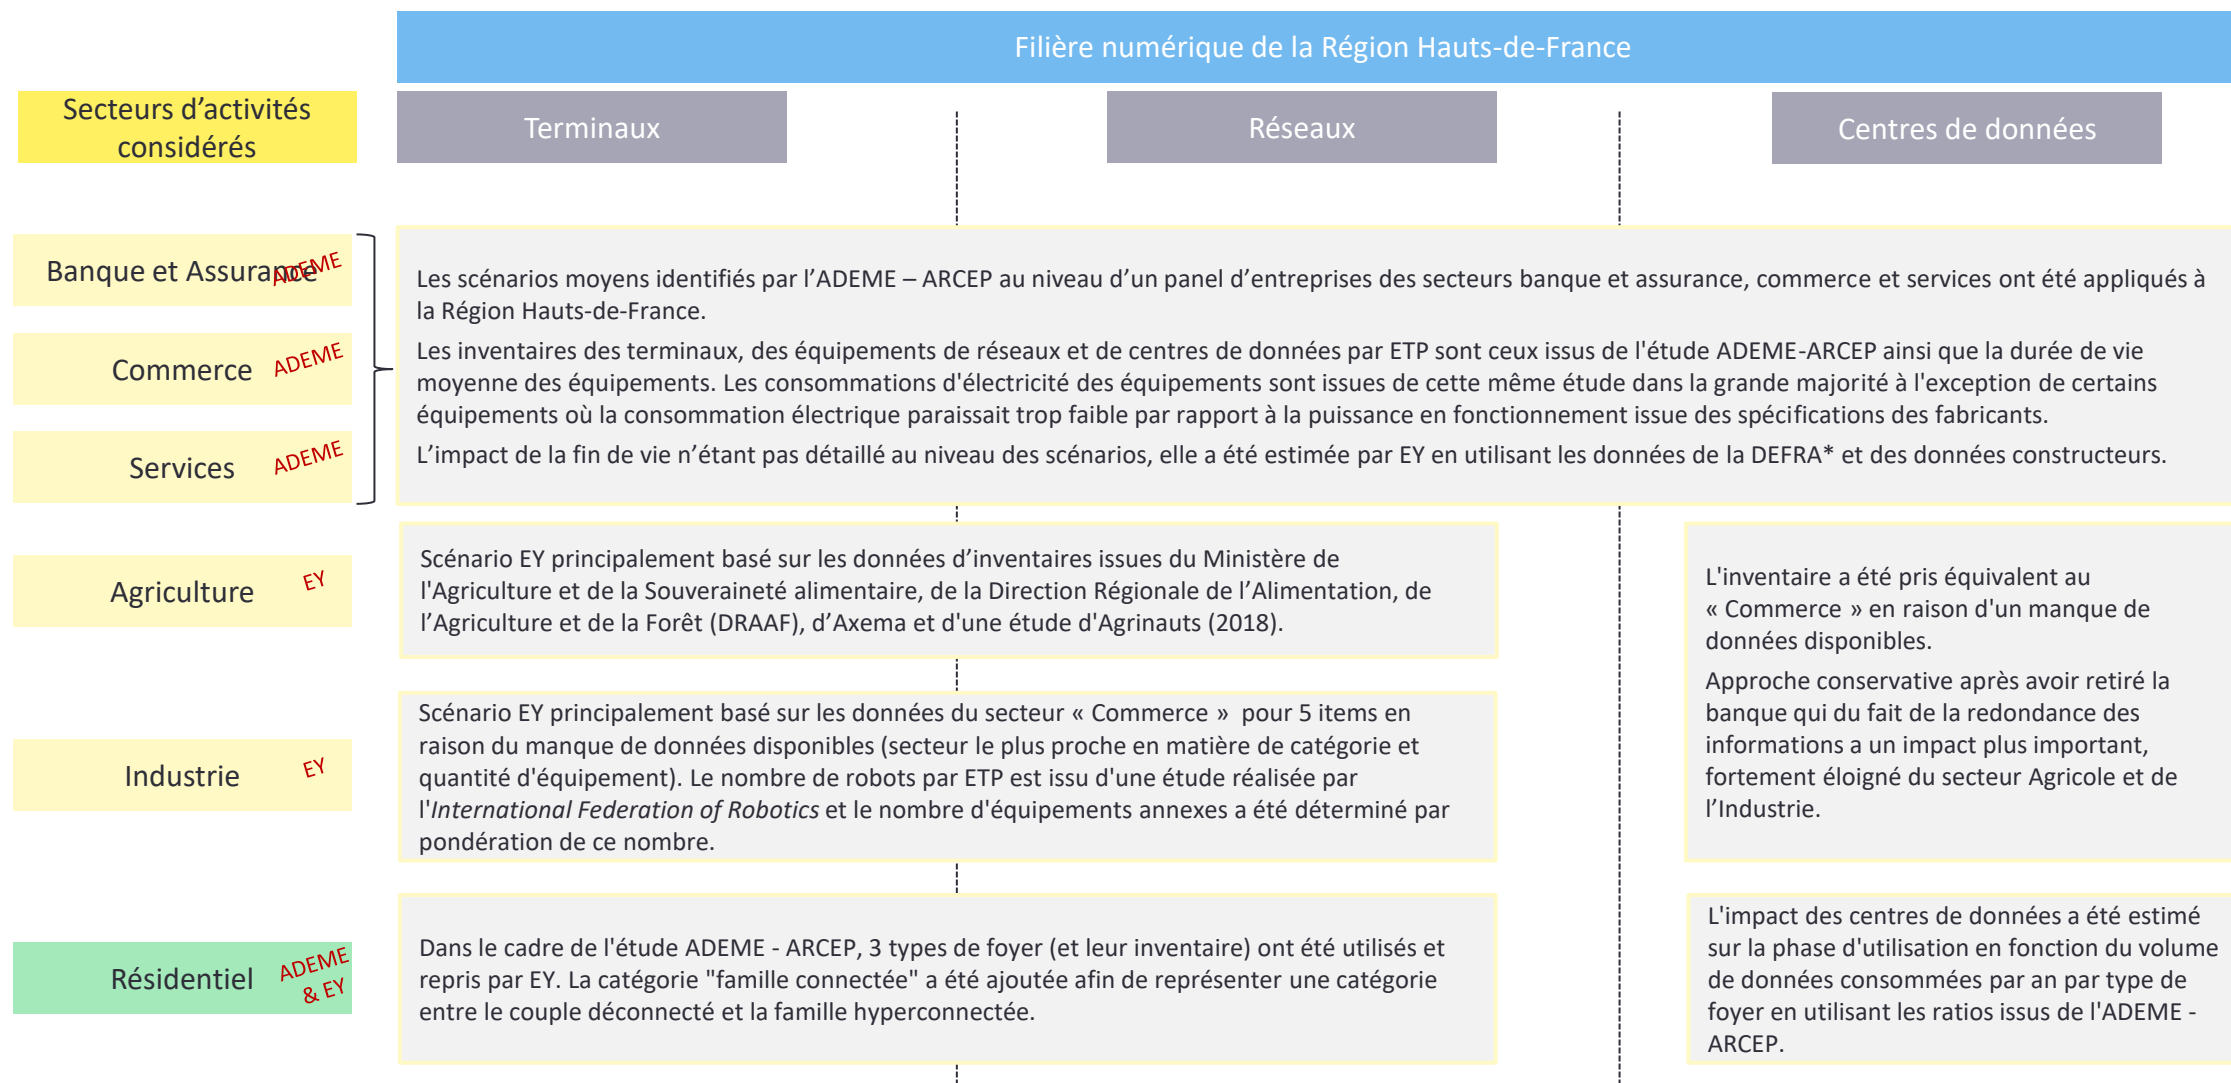 Filière numérique de la Région Hauts-de-France
Secteurs d’activités
considérés
Terminaux
Réseaux
Centres de données
Banque et Assurance
ADEME
Commerce
ADEME
Services
ADEME
Les scénarios moyens identifiés par l’ADEME – ARCEP au niveau d’un panel d’entreprises des secteurs banque et assurance, commerce et services ont été appliqués à
la Région Hauts-de-France.
Les inventaires des terminaux, des équipements de réseaux et de centres de données par ETP sont ceux issus de l'étude ADEME-ARCEP ainsi que la durée de vie
moyenne des équipements. Les consommations d'électricité des équipements sont issues de cette même étude dans la grande majorité à l'exception de certains
équipements où la consommation électrique paraissait trop faible par rapport à la puissance en fonctionnement issue des spécifications des fabricants.
L’impact de la fin de vie n’étant pas détaillé au niveau des scénarios, elle a été estimée par EY en utilisant les données de la DEFRA* et des données constructeurs.
Agriculture
EY
Scénario EY principalement basé sur les données d’inventaires issues du Ministère de
l'Agriculture et de la Souveraineté alimentaire, de la Direction Régionale de l’Alimentation, de
l’Agriculture et de la Forêt (DRAAF), d’Axema et d'une étude d'Agrinauts (2018).
L'inventaire a été pris équivalent au
« Commerce » en raison d'un manque de
données disponibles.
Approche conservative après avoir retiré la
banque qui du fait de la redondance des
informations a un impact plus important,
fortement éloigné du secteur Agricole et de
l’Industrie.
Industrie
EY
Scénario EY principalement basé sur les données du secteur « Commerce » pour 5 items en
raison du manque de données disponibles (secteur le plus proche en matière de catégorie et
quantité d'équipement). Le nombre de robots par ETP est issu d'une étude réalisée par
l'International Federation of Robotics et le nombre d'équipements annexes a été déterminé par
pondération de ce nombre.
Résidentiel
ADEME
& EY
Dans le cadre de l'étude ADEME - ARCEP, 3 types de foyer (et leur inventaire) ont été utilisés et
repris par EY. La catégorie "famille connectée" a été ajoutée afin de représenter une catégorie
entre le couple déconnecté et la famille hyperconnectée.
L'impact des centres de données a été estimé
sur la phase d'utilisation en fonction du volume
de données consommées par an par type de
foyer en utilisant les ratios issus de l'ADEME -
ARCEP.